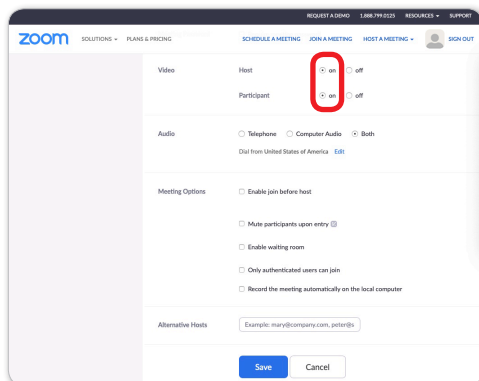 REQUEST A DEMO 1.888.799.0125 RESOURCES SUPPORT
zoom SOLUTIONS PLANS & PRICING SCHEDULE A MEETING JOIN A MEETING HOST A MEETING SIGN OUT
Video Host on off
Participant on off
Audio Telephone Computer Audio Both
Dial from United States of America Edit
Meeting Options Enable join before host
Mute participants upon entry
Enable waiting room
Only authenticated users can join
Record the meeting automatically on the local computer
Alternative Hosts Example: mary@company.com, peter@s
Save Cancel